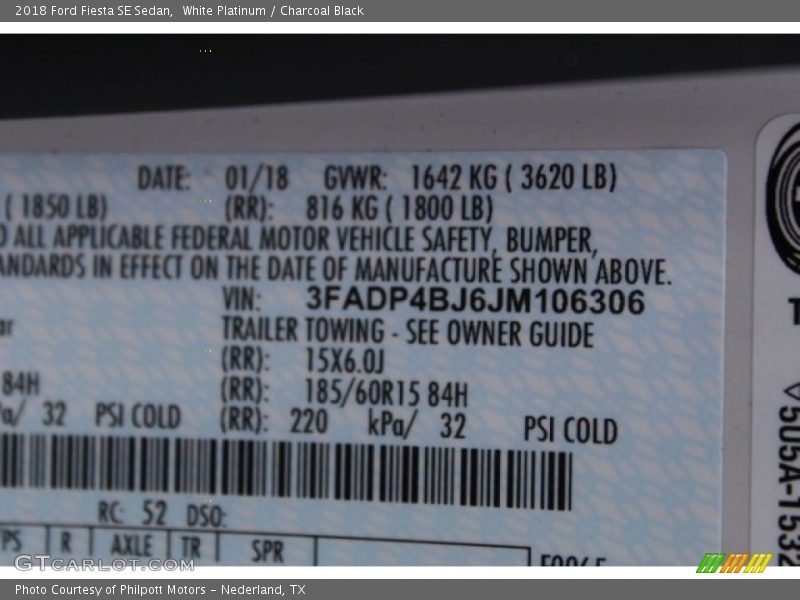 2018 Ford Fiesta SE Sedan,  White Platinum / Charcoal Black
DATE: 01/18 GVWR: 1642 KG ( 3620 LB)
( 1850 LB) (RR): 816 KG ( 1800 LB)
ALL APPLICABLE FEDERAL MOTOR VEHICLE SAFETY, BUMPER,
IN EFFECT ON THE DATE OF MANUFACTURE SHOWN ABOVE.
VIN: 3FADP4BJ6JM106306
TRAILER TOWING - SEE OWNER GUIDE
(RR): 15X6.0J
84H (RR): 185/60R15 84H
32 PSI COLD (RR): 220 kPa/ 32 PSI COLD
RC: 52 DSO:
PS R AXLE TR SPR
505A-1532
GTCARLOT.COM
Photo Courtesy of Philpott Motors - Nederland, TX